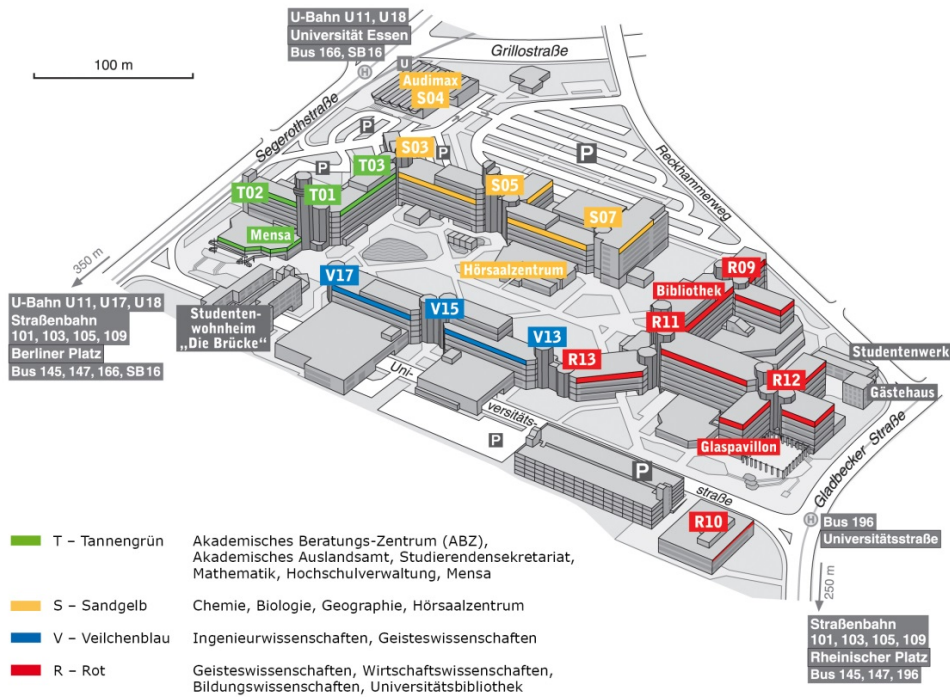 U-Bahn U11, U18
Universität Essen
Bus 166, SB16
100 m
H
U
Grillostraße
Audimax
S04
Segerothstraße
P
P
P
P
Reckhammerweg
S03
T03
T02
T01
S05
S07
Mensa
350 m
Hörsaalzentrum
V17
Bibliothek
R09
U-Bahn U11, U17, U18
Straßenbahn
101, 103, 105, 109
Berliner Platz
Bus 145, 147, 166, SB16
Studenten-
wohnheim
„Die Brücke“
V15
R11
V13
R13
Studentenwerk
R12
Gästehaus
Uni-
versitäts-
straße
Glaspavillon
P
P
Gladbecker Straße
R10
H
Bus 196
Universitätsstraße
250 m
Straßenbahn
101, 103, 105, 109
Rheinischer Platz
Bus 145, 147, 196
T – Tannengrün Akademisches Beratungs-Zentrum (ABZ),
Akademisches Auslandsamt, Studierendensekretariat,
Mathematik, Hochschulverwaltung, Mensa
S – Sandgelb Chemie, Biologie, Geographie, Hörsaalzentrum
V – Veilchenblau Ingenieurwissenschaften, Geisteswissenschaften
R – Rot Geisteswissenschaften, Wirtschaftswissenschaften,
Bildungswissenschaften, Universitätsbibliothek